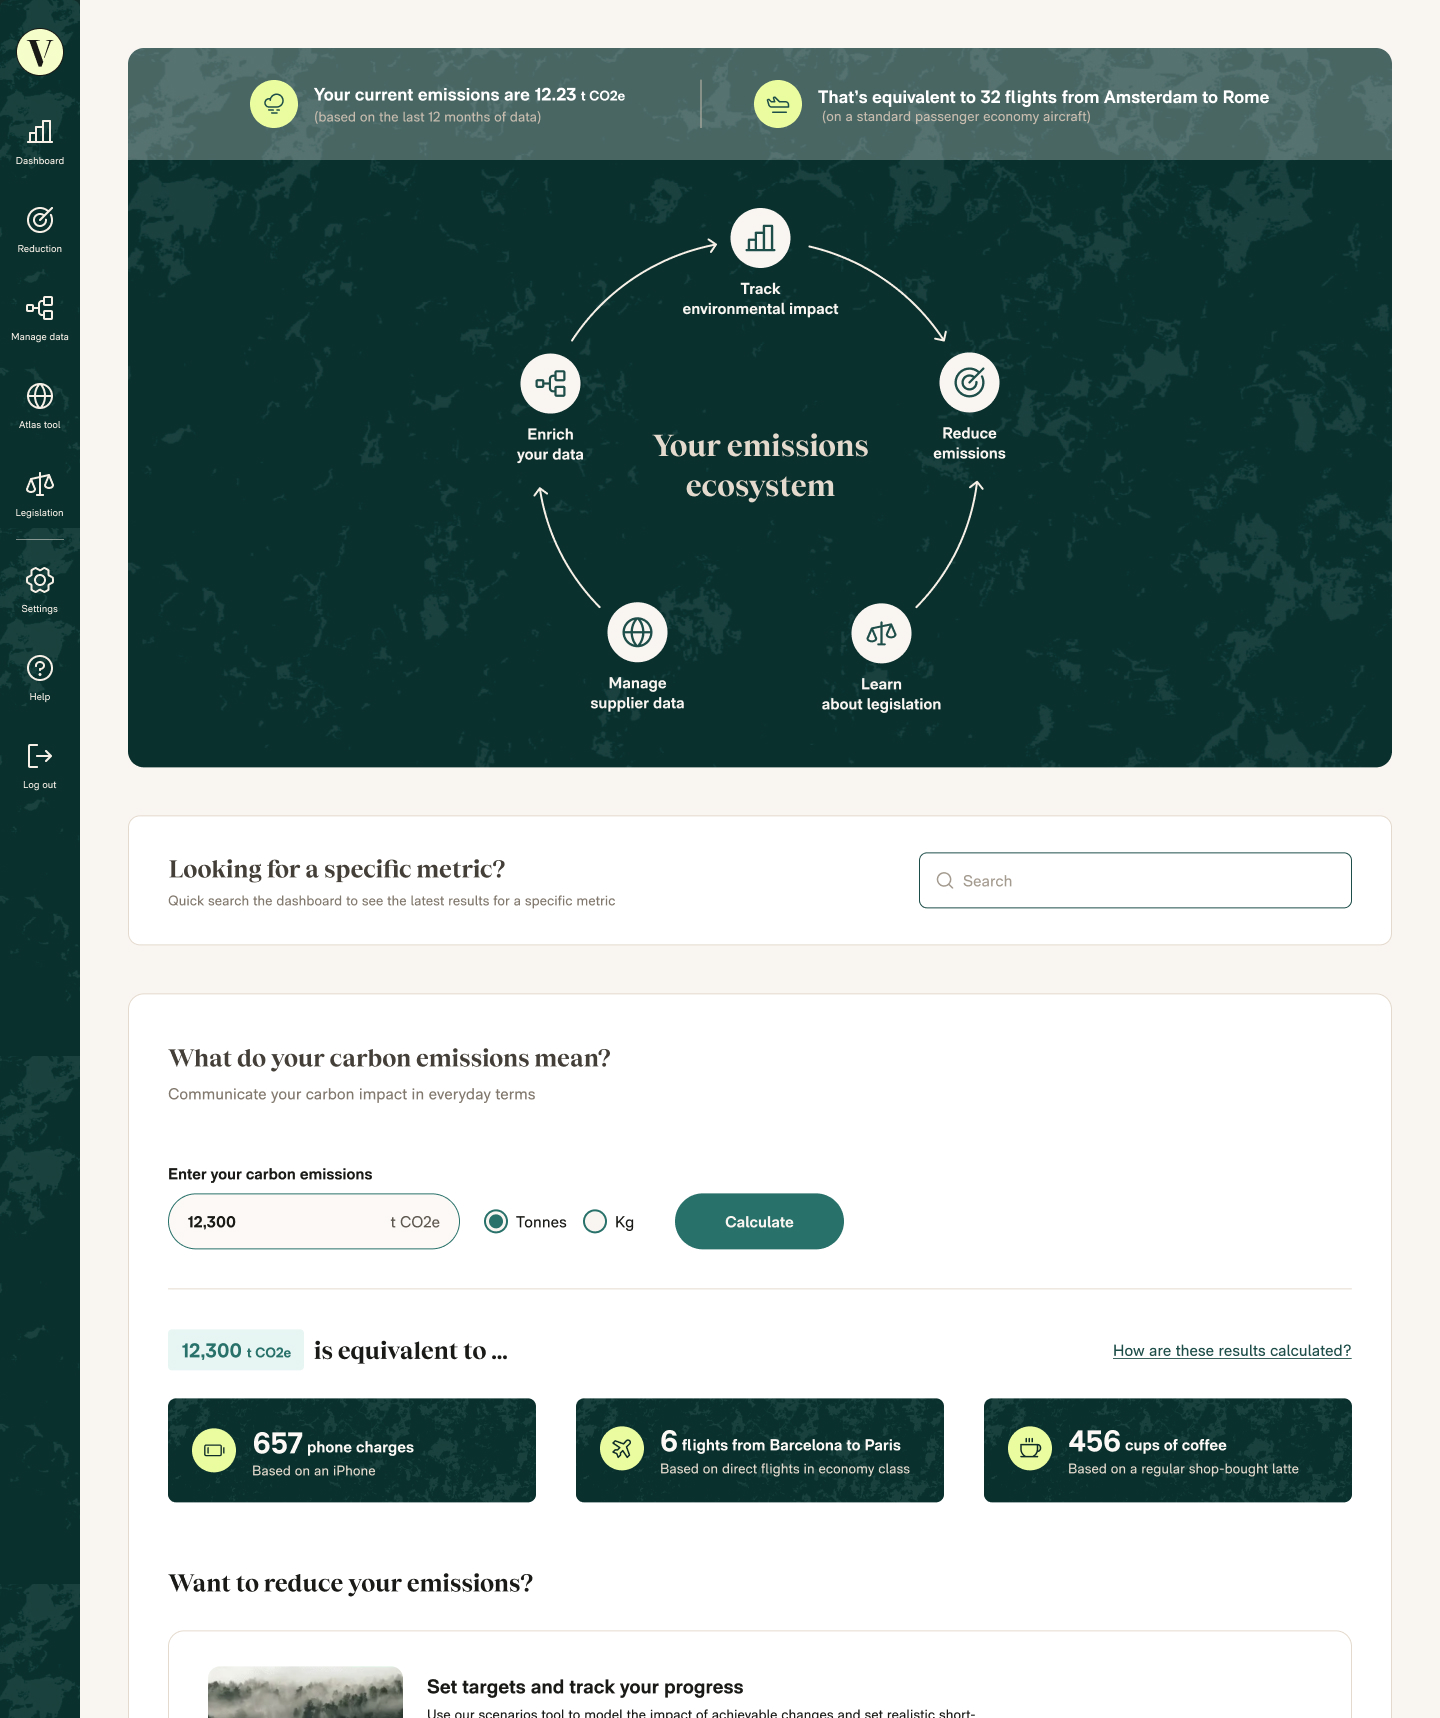 V
Dashboard
Reduction
Manage data
Atlas tool
Legislation
Settings
Help
Log out
Your current emissions are 12.23 t CO2e
(based on the last 12 months of data)
That's equivalent to 32 flights from Amsterdam to Rome
(on a standard passenger economy aircraft)
Track
environmental impact
Enrich
your data
Reduce
emissions
Your emissions
ecosystem
Manage
supplier data
Learn
about legislation
Looking for a specific metric?
Quick search the dashboard to see the latest results for a specific metric
Search
What do your carbon emissions mean?
Communicate your carbon impact in everyday terms
Enter your carbon emissions
12,300 t CO2e Tonnes Kg Calculate
12,300 t CO2e is equivalent to ...
How are these results calculated?
657 phone charges
Based on an iPhone
6 flights from Barcelona to Paris
Based on direct flights in economy class
456 cups of coffee
Based on a regular shop-bought latte
Want to reduce your emissions?
Set targets and track your progress
Use our scenarios tool to model the impact of achievable changes and set realistic short-